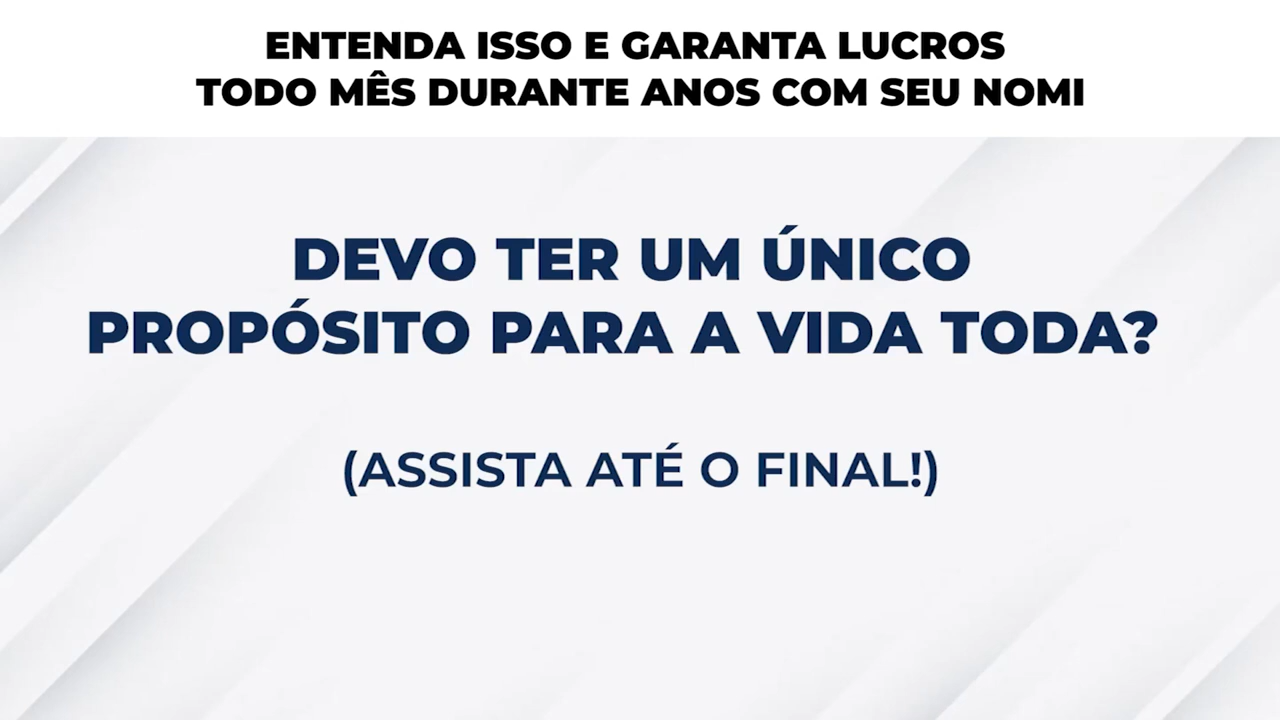 ENTENDA ISSO E GARANTA LUCROS
TODO MÊS DURANTE ANOS COM SEU NOMI
DEVO TER UM ÚNICO
PROPÓSITO PARA A VIDA TODA?
(ASSISTA ATÉ O FINAL!)